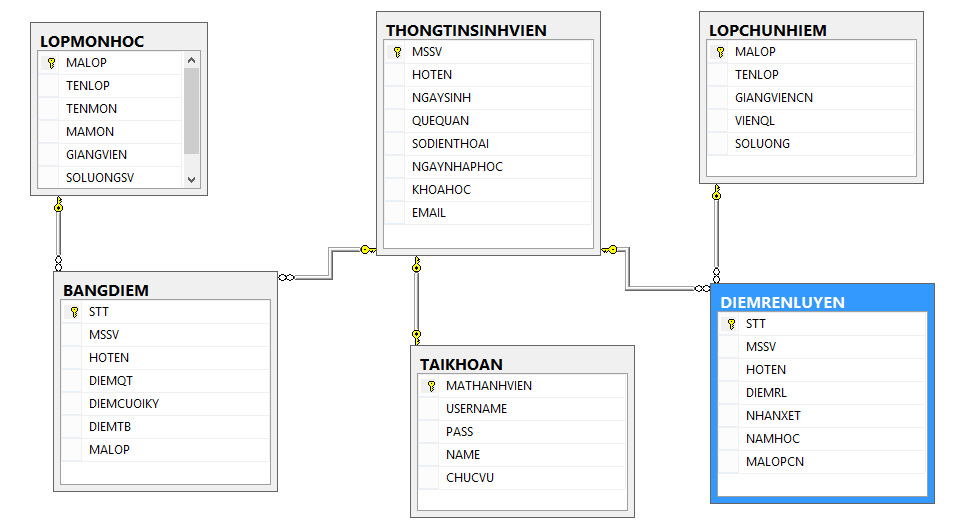 LOPMONHOC
MALOP
TENLOP
TENMON
MAMON
GIANGVIEN
SOLUONGSV
THONGTINSINHVIEN
MSSV
HOTEN
NGAYSINH
QUEQUAN
SODIENTHOAI
NGAYNHAPHOC
KHOAHOC
EMAIL
LOPCHUNHIEM
MALOP
TENLOP
GIANGVIENCN
VIENQL
SOLUONG
BANGDIEM
STT
MSSV
HOTEN
DIEMQT
DIEMCUOIKY
DIEMTB
MALOP
TAIKHOAN
MATHANHVIEN
USERNAME
PASS
NAME
CHUCVU
DIEMRENLUYEN
STT
MSSV
HOTEN
DIEMRL
NHANXET
NAMHOC
MALOPCN